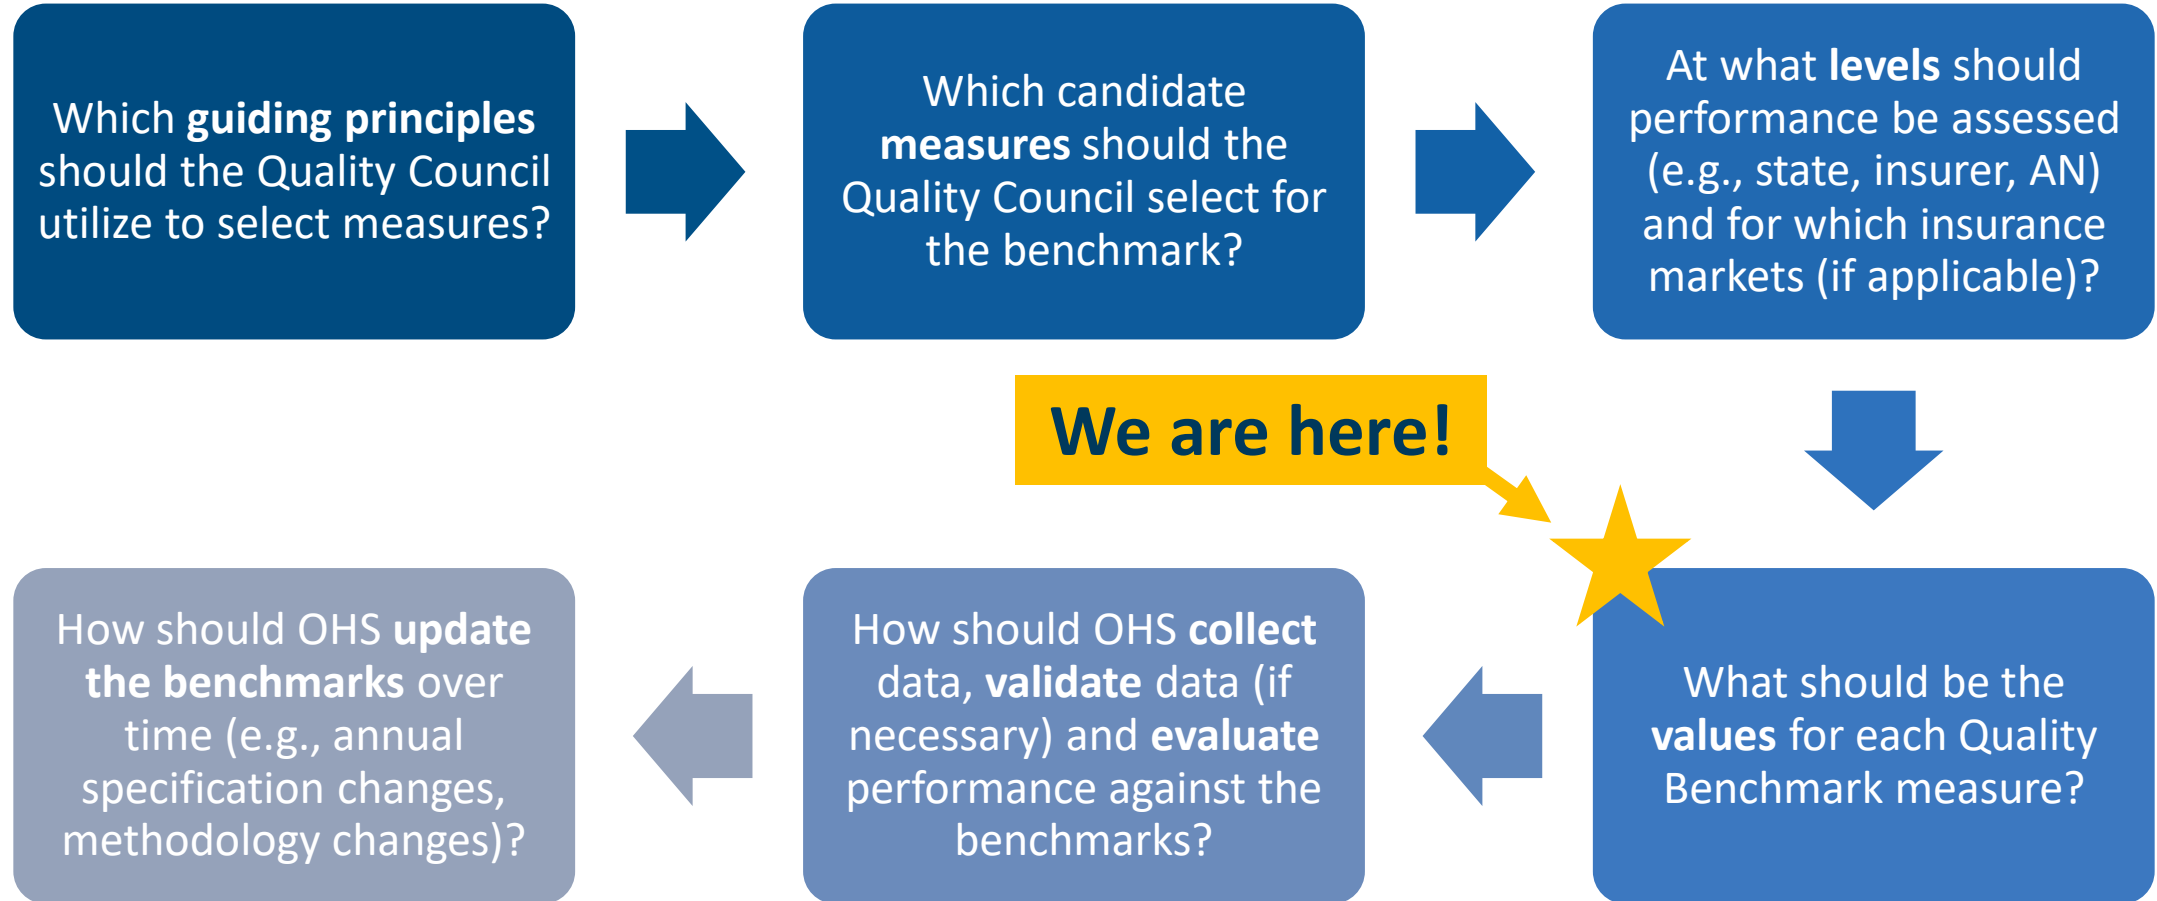 Which guiding principles
should the Quality Council
utilize to select measures?
Which candidate
measures should the
Quality Council select for
the benchmark?
At what levels should
performance be assessed
(e.g., state, insurer, AN)
and for which insurance
markets (if applicable)?
We are here!
What should be the
values for each Quality
Benchmark measure?
How should OHS collect
data, validate data (if
necessary) and evaluate
performance against the
benchmarks?
How should OHS update
the benchmarks over
time (e.g., annual
specification changes,
methodology changes)?